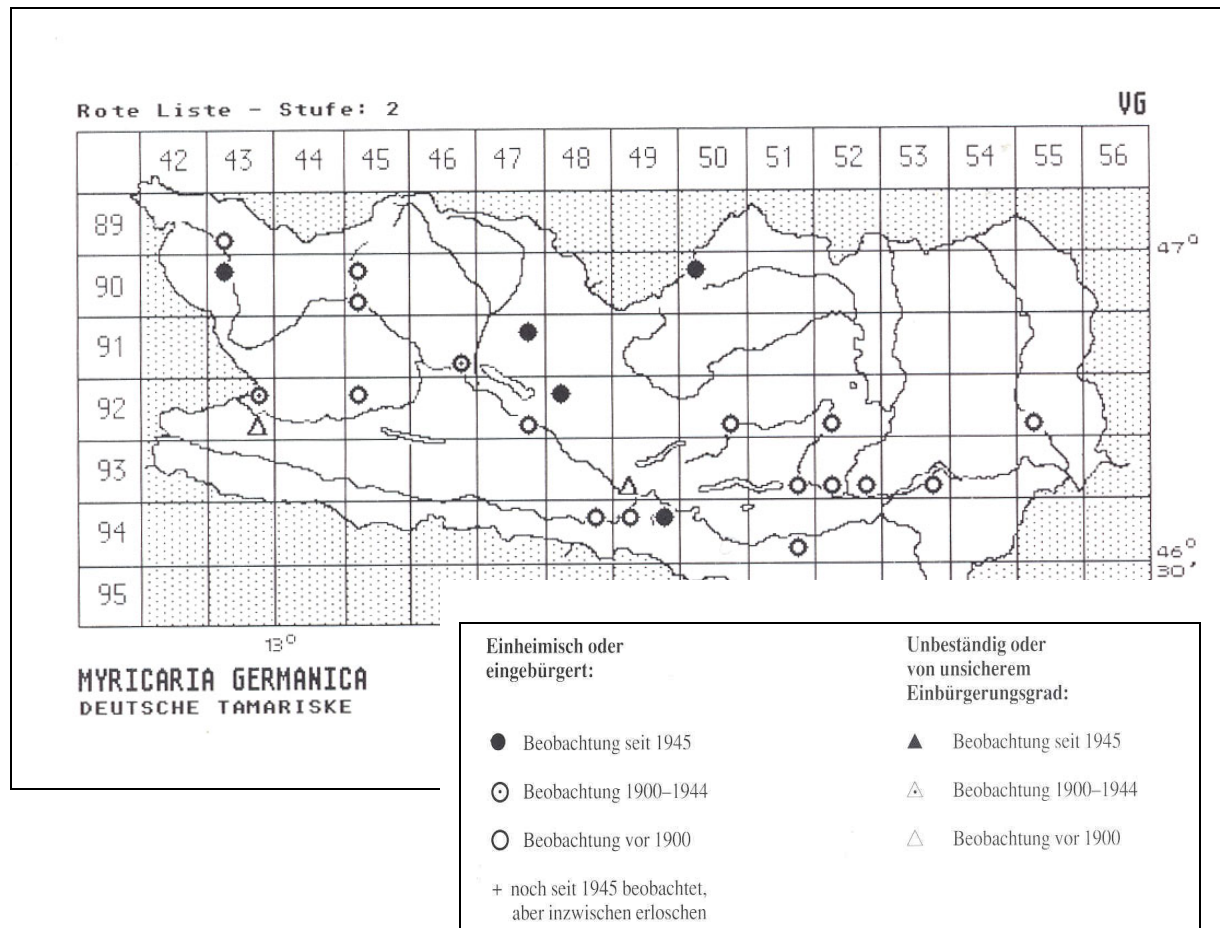 Rote Liste - Stufe: 2
VG
42 43 44 45 46 47 48 49 50 51 52 53 54 55 56
89
47°
90
91
92
93
94
46°
30'
95
13°
MYRICARIA GERMANICA
DEUTSCHE TAMARISKE
Einheimisch oder
eingebürgert:
● Beobachtung seit 1945
☉ Beobachtung 1900–1944
○ Beobachtung vor 1900
+ noch seit 1945 beobachtet,
aber inzwischen erloschen
Unbeständig oder
von unsicherem
Einbürgerungsgrad:
▲ Beobachtung seit 1945
◬ Beobachtung 1900–1944
△ Beobachtung vor 1900